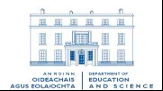 AN ROINN
OIDEACHAIS
AGUS EOLAÍOCHTA
DEPARTMENT OF
EDUCATION
AND SCIENCE